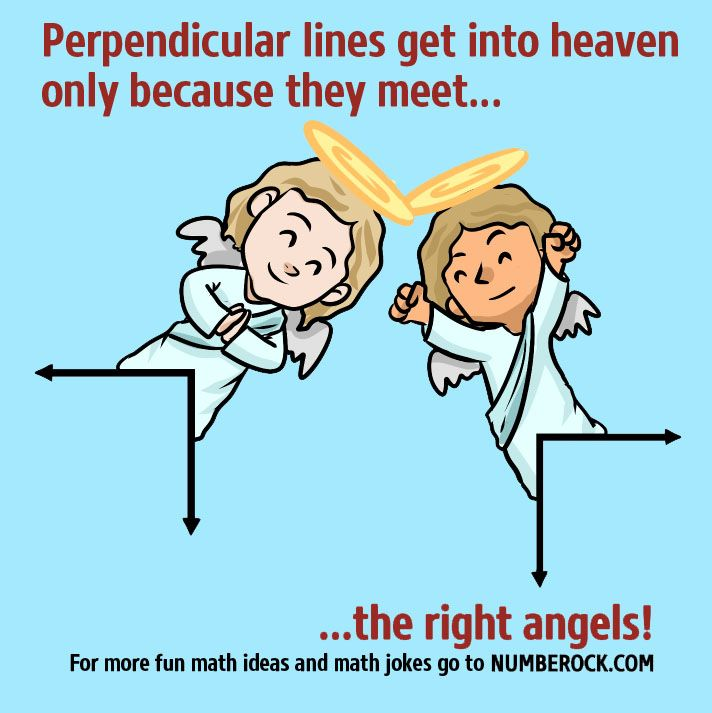 Perpendicular lines get into heaven
only because they meet...
...the right angels!
For more fun math ideas and math jokes go to NUMBEROCK.COM